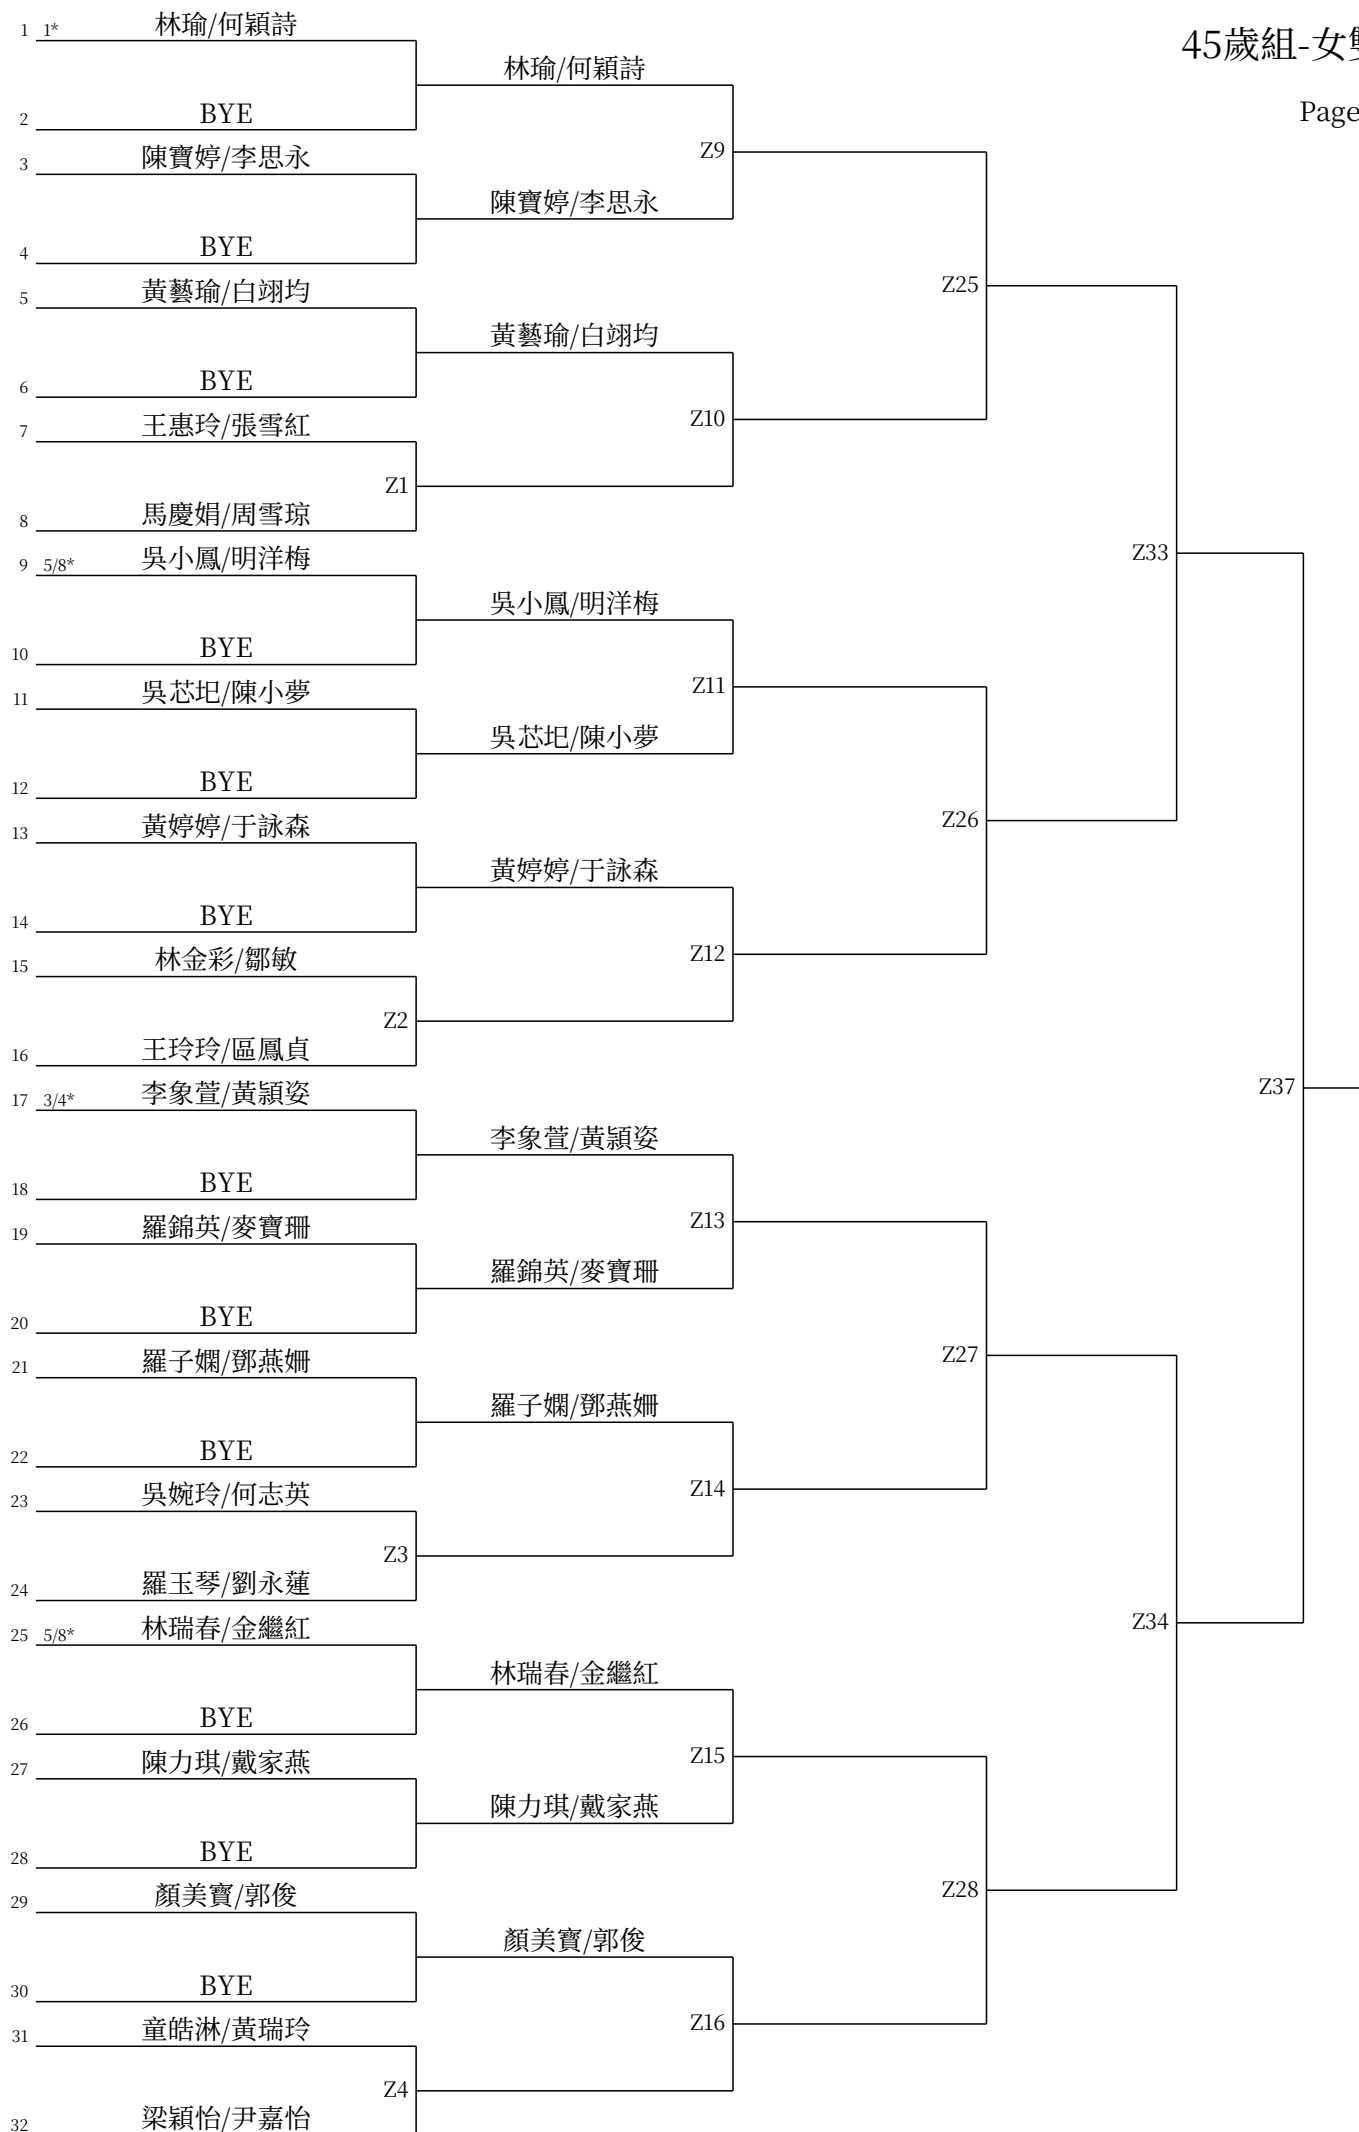 45歲組-女
Page
1 1* 林瑜/何穎詩
林瑜/何穎詩
2 BYE
Z9
3 陳寶婷/李思永
陳寶婷/李思永
4 BYE
Z25
5 黃藝瑜/白翊均
黃藝瑜/白翊均
6 BYE
Z10
7 王惠玲/張雪紅
Z1
8 馬慶娟/周雪琼
Z33
9 5/8* 吳小鳳/明洋梅
吳小鳳/明洋梅
10 BYE
Z11
11 吳芯圯/陳小夢
吳芯圯/陳小夢
12 BYE
Z26
13 黃婷婷/于詠森
黃婷婷/于詠森
14 BYE
Z12
15 林金彩/鄒敏
Z2
16 王玲玲/區鳳貞
Z37
17 3/4* 李象萱/黃潁姿
李象萱/黃潁姿
18 BYE
Z13
19 羅錦英/麥寶珊
羅錦英/麥寶珊
20 BYE
Z27
21 羅子嫻/鄧燕姍
羅子嫻/鄧燕姍
22 BYE
Z14
23 吳婉玲/何志英
Z3
24 羅玉琴/劉永蓮
Z34
25 5/8* 林瑞春/金繼紅
林瑞春/金繼紅
26 BYE
Z15
27 陳力琪/戴家燕
陳力琪/戴家燕
28 BYE
Z28
29 顏美寶/郭俊
顏美寶/郭俊
30 BYE
Z16
31 童皓淋/黃瑞玲
Z4
32 梁穎怡/尹嘉怡